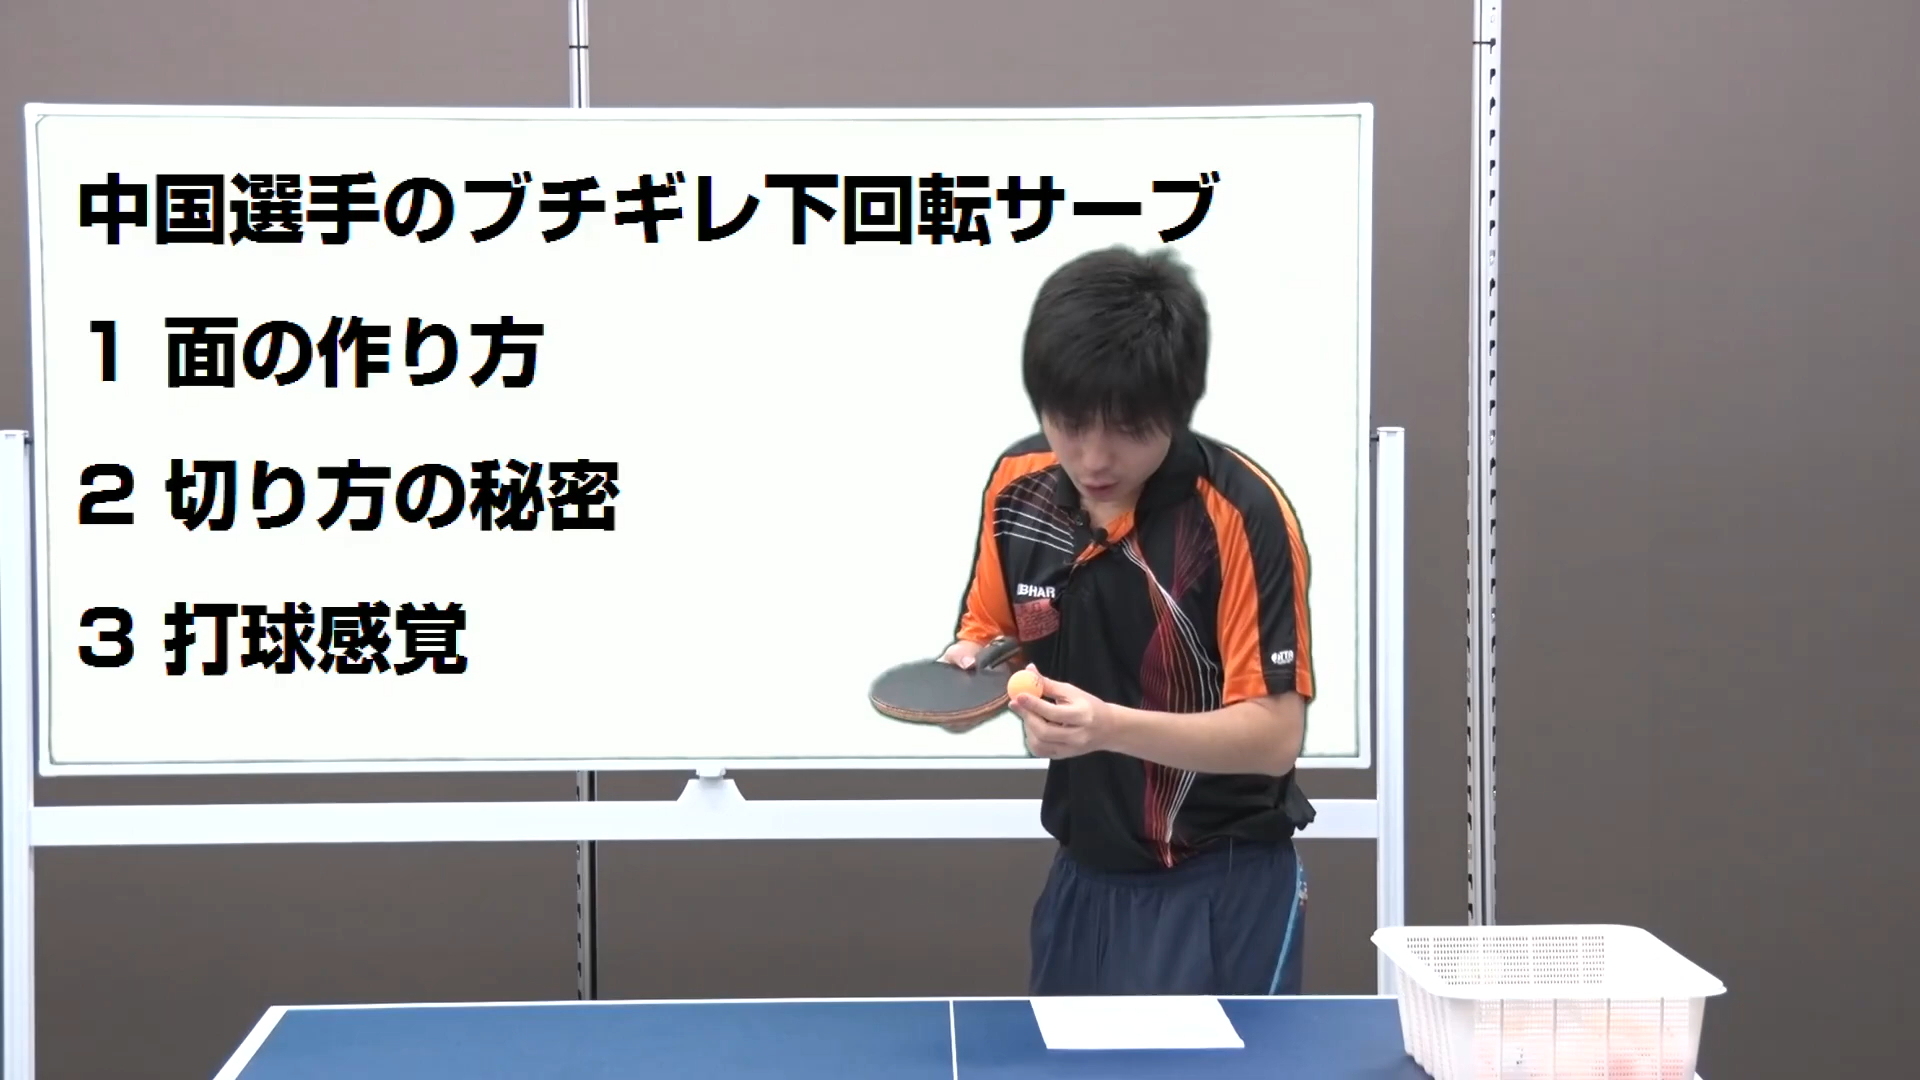 中国選手のブチギレ下回転サーブ
1 面の作り方
2 切り方の秘密
3 打球感覚
IBHAR